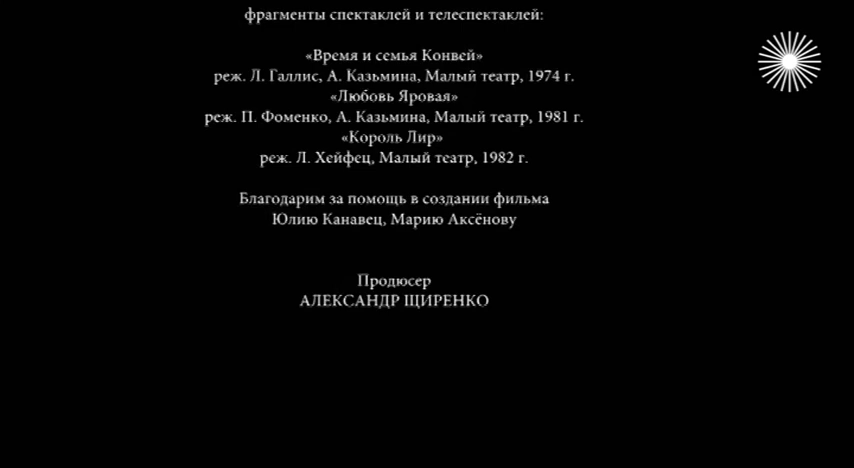 фрагменты спектаклей и телеспектаклей:
«Время и семья Конвей»
реж. Л. Галлис, А. Казьмина, Малый театр, 1974 г.
«Любовь Яровая»
реж. П. Фоменко, А. Казьмина, Малый театр, 1981 г.
«Король Лир»
реж. Л. Хейфец, Малый театр, 1982 г.
Благодарим за помощь в создании фильма
Юлию Канавец, Марию Аксёнову
Продюсер
АЛЕКСАНДР ЩИРЕНКО